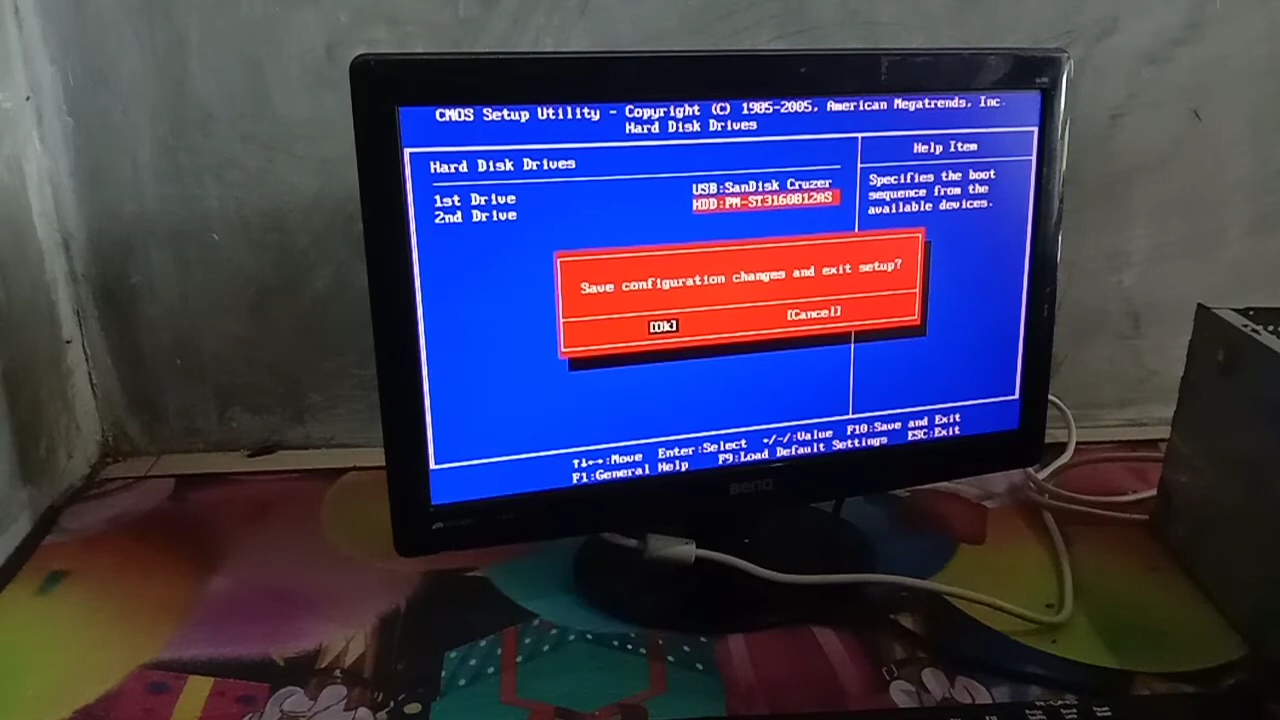 CMOS Setup Utility - Copyright (C) 1985-2005, American Megatrends, Inc.
Hard Disk Drives
Hard Disk Drives
1st Drive USB:SanDisk Cruzer
2nd Drive HDD:PM-ST3160812AS
Help Item
Specifies the boot
sequence from the
available devices.
Save configuration changes and exit setup?
[Ok] [Cancel]
↑↓←→:Move Enter:Select +/-/:Value F10:Save and Exit
F1:General Help F9:Load Default Settings ESC:Exit
BenQ